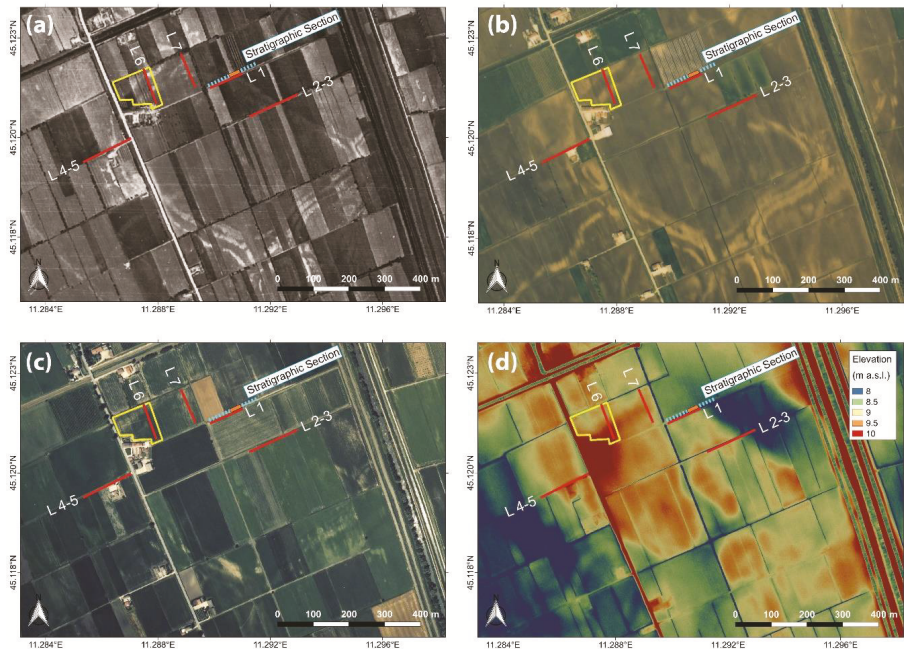 (a)
45.123°N
45.120°N
45.118°N
L 6
L 7
Stratigraphic Section
L 1
L 2-3
L 4-5
0 100 200 300 400 m
11.284°E 11.288°E 11.292°E 11.296°E
(b)
45.123°N
45.120°N
45.118°N
L 6
L 7
Stratigraphic Section
L 1
L 2-3
L 4-5
0 100 200 300 400 m
11.284°E 11.288°E 11.292°E 11.296°E
(c)
45.123°N
45.120°N
45.118°N
L 6
L 7
Stratigraphic Section
L 1
L 2-3
L 4-5
0 100 200 300 400 m
11.284°E 11.288°E 11.292°E 11.296°E
(d)
45.123°N
45.120°N
45.118°N
L 6
L 7
Stratigraphic Section
L 1
L 2-3
L 4-5
Elevation
(m a.s.l.)
8
8.5
9
9.5
10
0 100 200 300 400 m
11.284°E 11.288°E 11.292°E 11.296°E